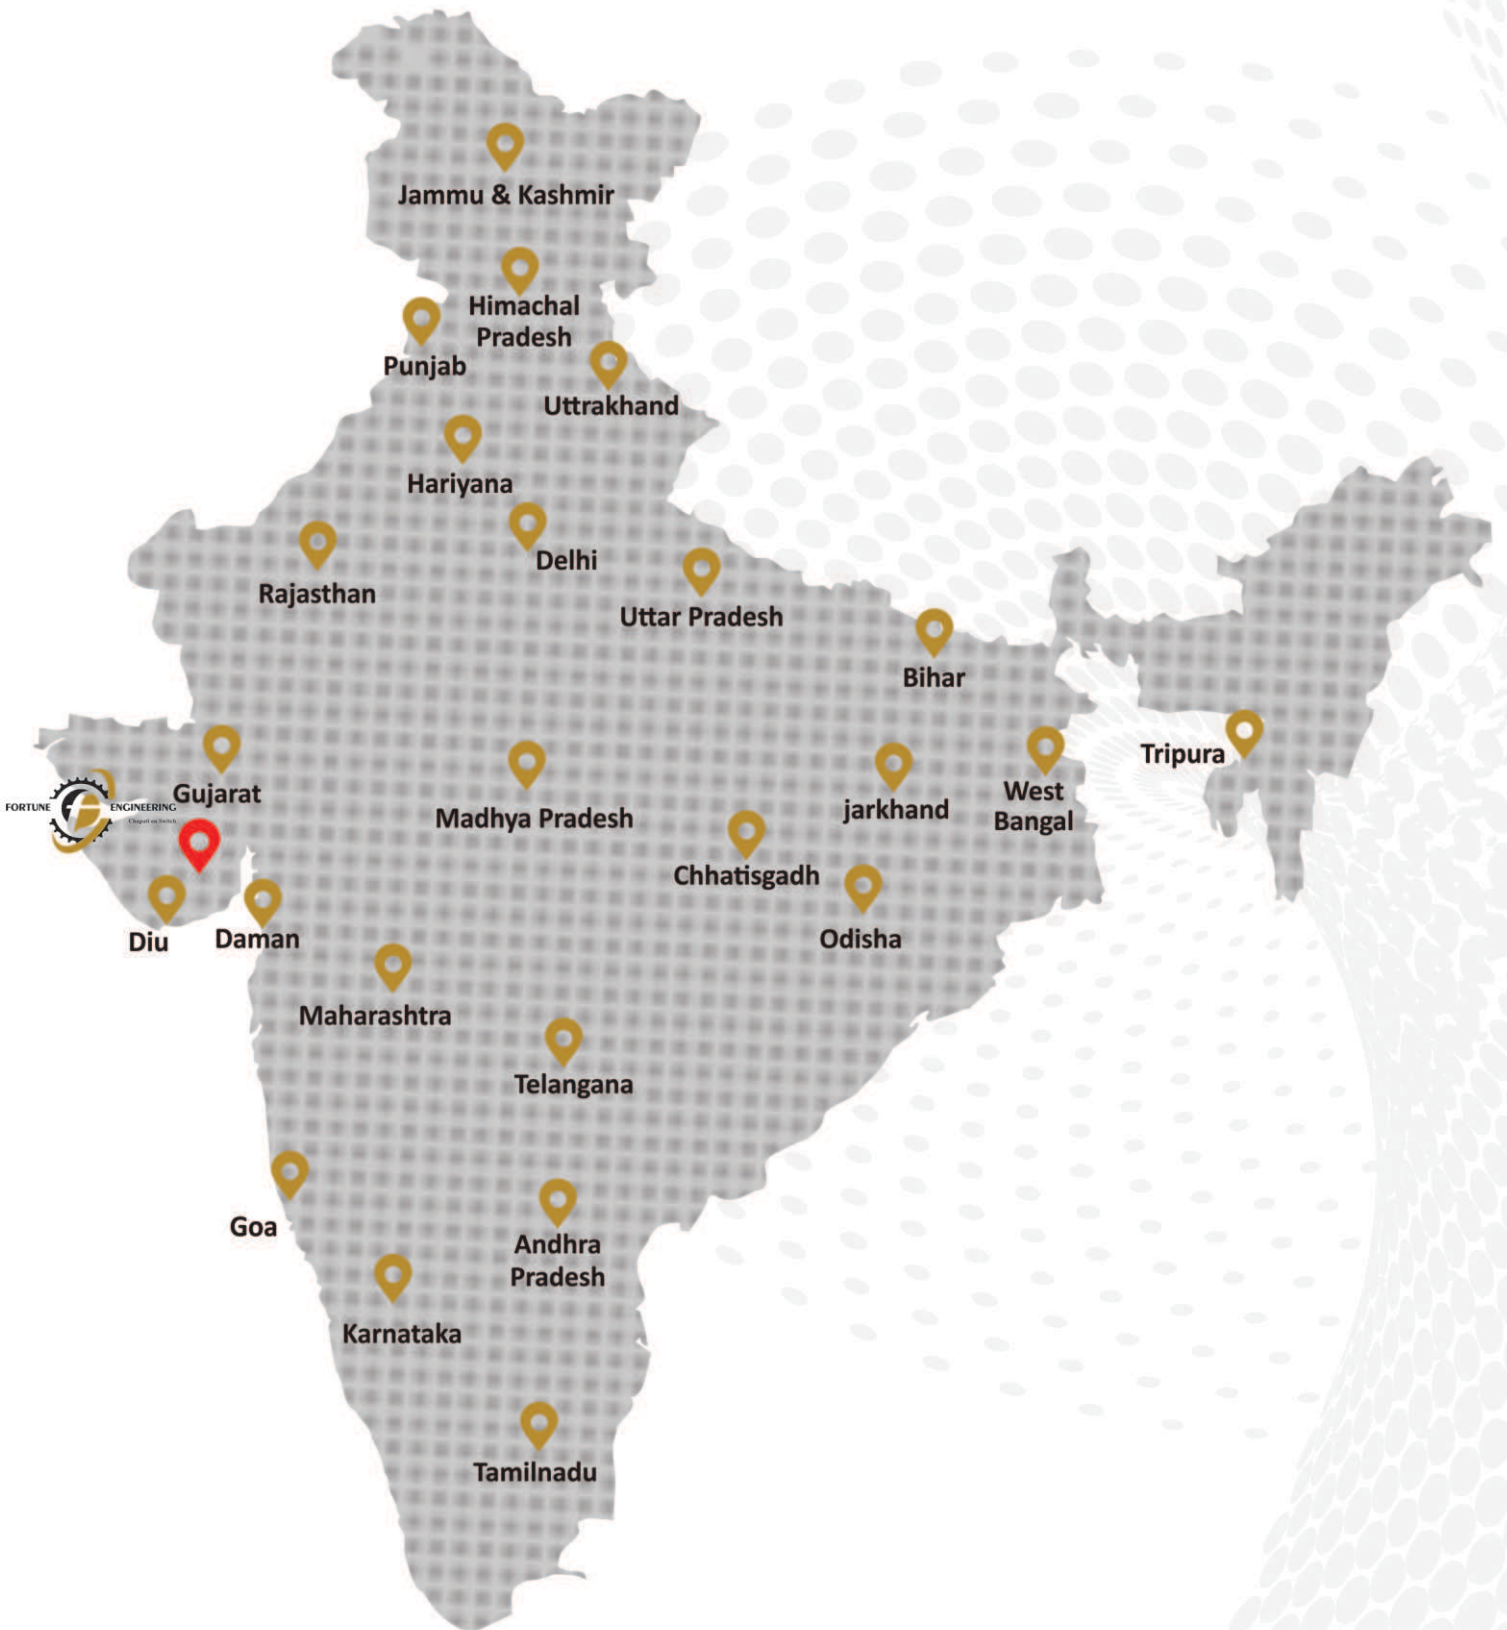 Jammu & Kashmir
Himachal
Pradesh
Punjab
Uttrakhand
Hariyana
Delhi
Rajasthan
Uttar Pradesh
Bihar
Tripura
Gujarat
FORTUNE ENGINEERING
West
Bangal
jarkhand
Madhya Pradesh
Chhatisgadh
Diu
Daman
Odisha
Maharashtra
Telangana
Goa
Andhra
Pradesh
Karnataka
Tamilnadu